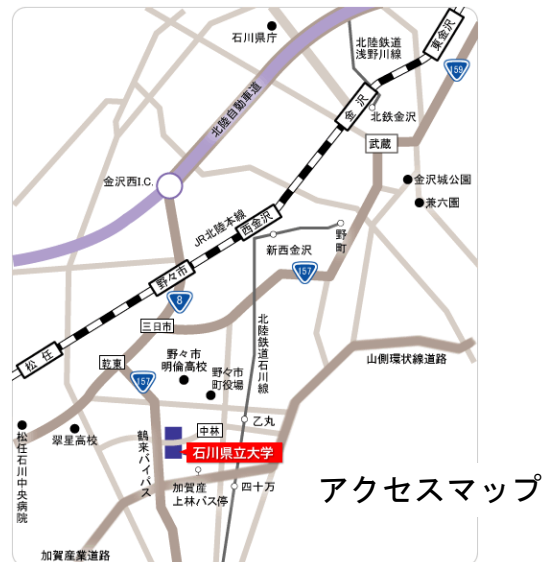 石川県庁
北陸鉄道
浅野川線
東金沢
159
北陸自動車道
金沢
北鉄金沢
武蔵
金沢西I.C.
金沢城公園
兼六園
JR北陸本線
西金沢
野町
新西金沢
野々市
157
8
三日市
北陸鉄道石川線
松任
乾東
野々市
明倫高校
山側環状線道路
157
野々市
町役場
乙丸
中林
翠星高校
鶴来バイパス
石川県立大学
松任石川中央病院
加賀産
上林バス停
四十万
アクセスマップ
加賀産業道路